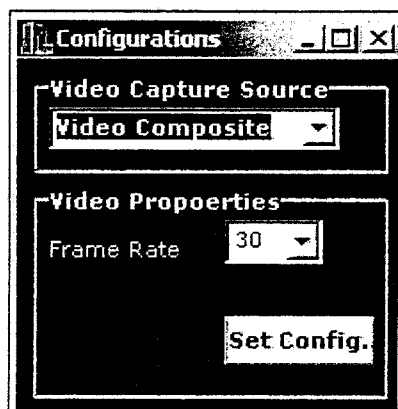 Configurations
Video Capture Source
Video Composite
Video Propoerties
Frame Rate 30
Set Config.